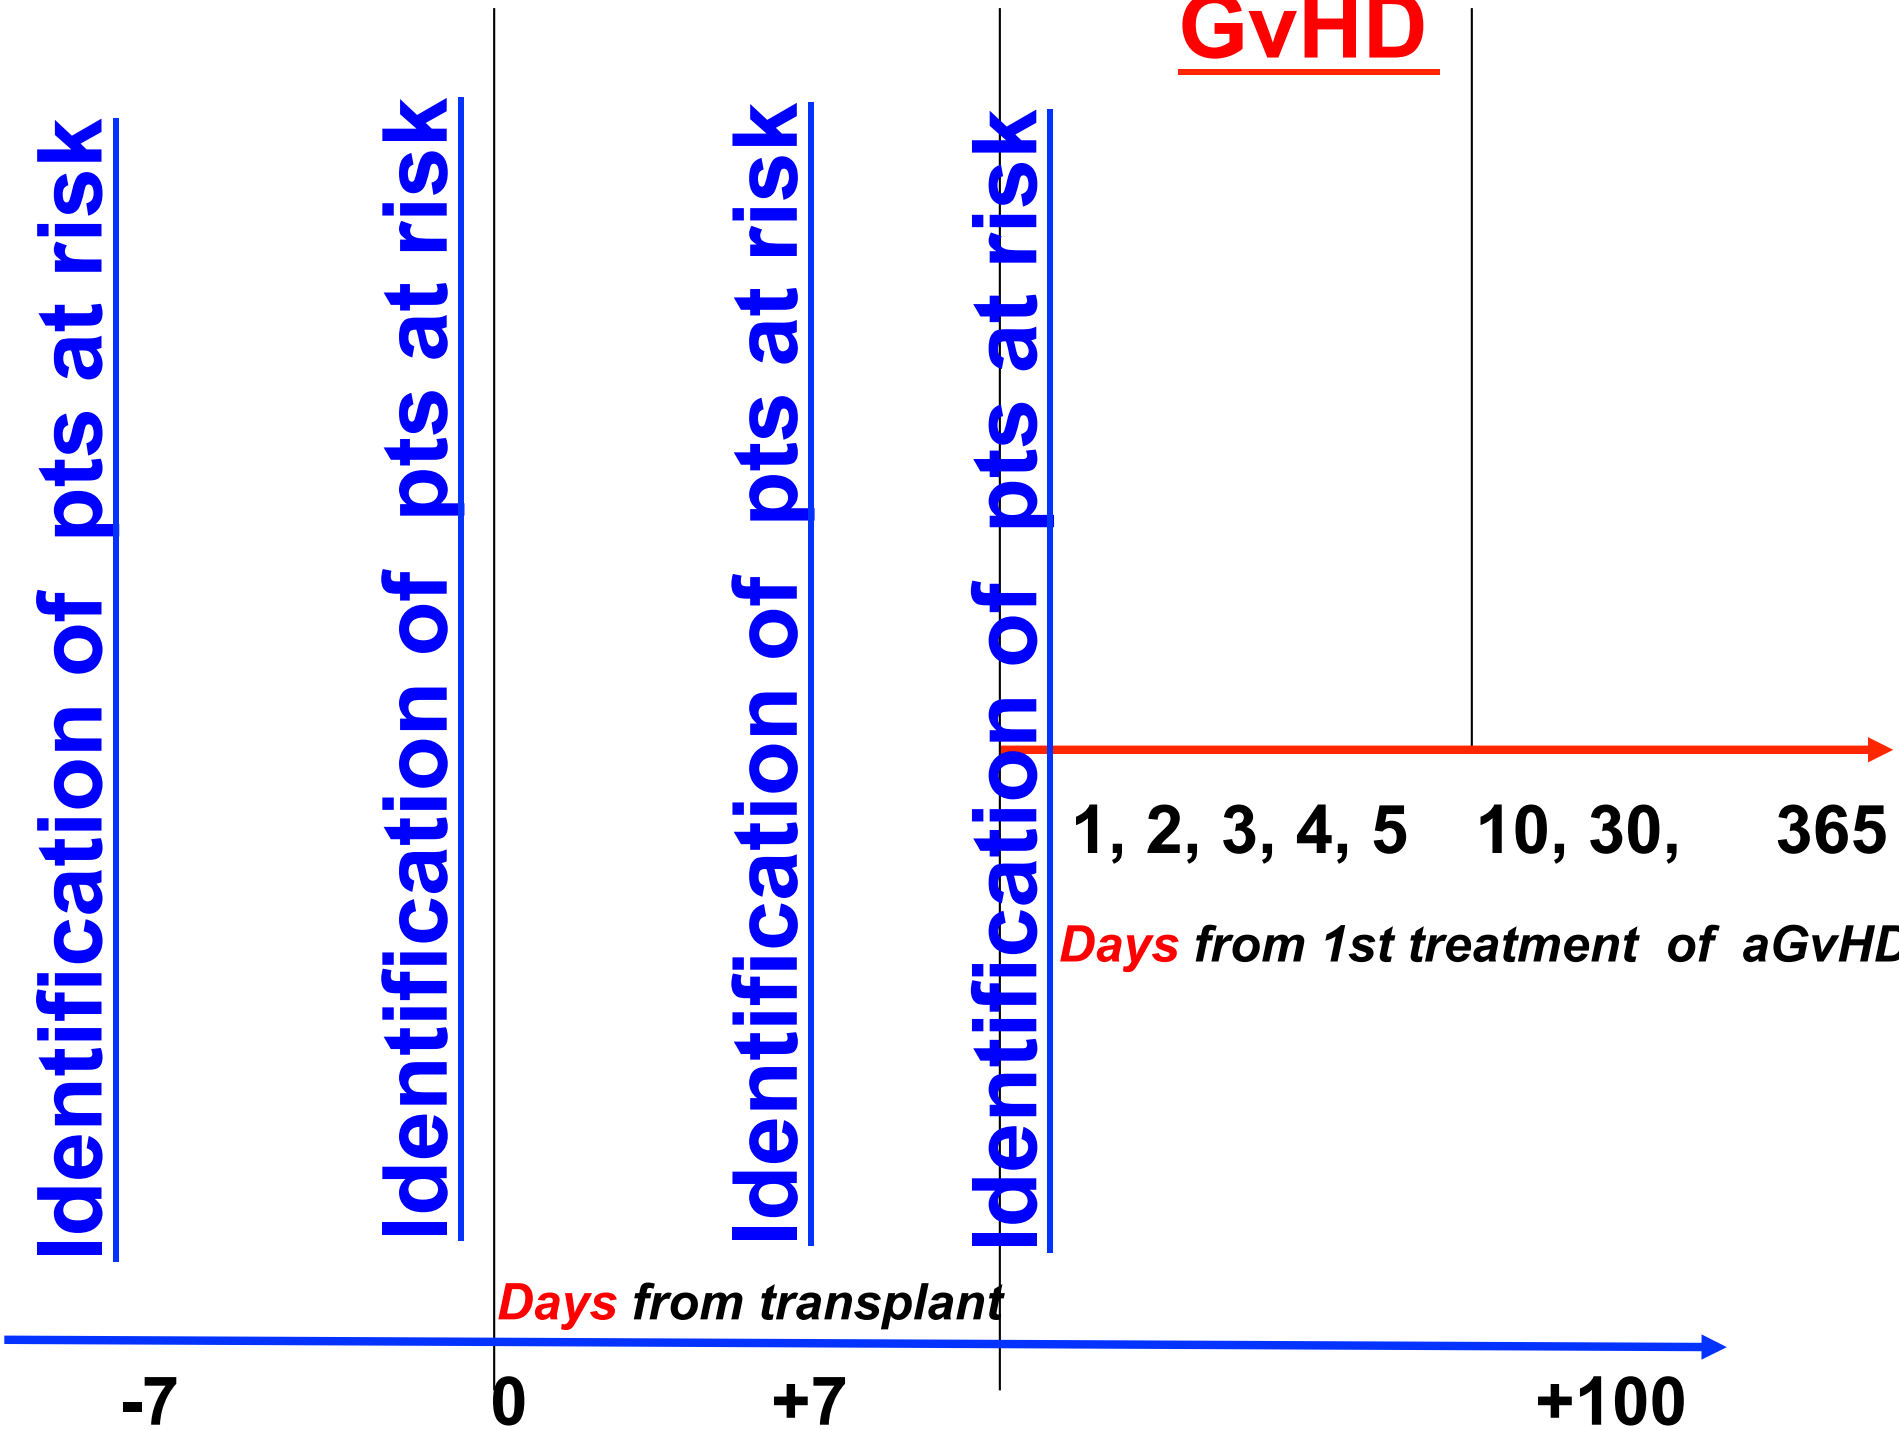 GvHD
Identification of pts at risk
Identification of pts at risk
Identification of pts at risk
Identification of pts at risk
1, 2, 3, 4, 5 10, 30, 365
Days from 1st treatment of aGvHD
Days from transplant
-7 0 +7 +100